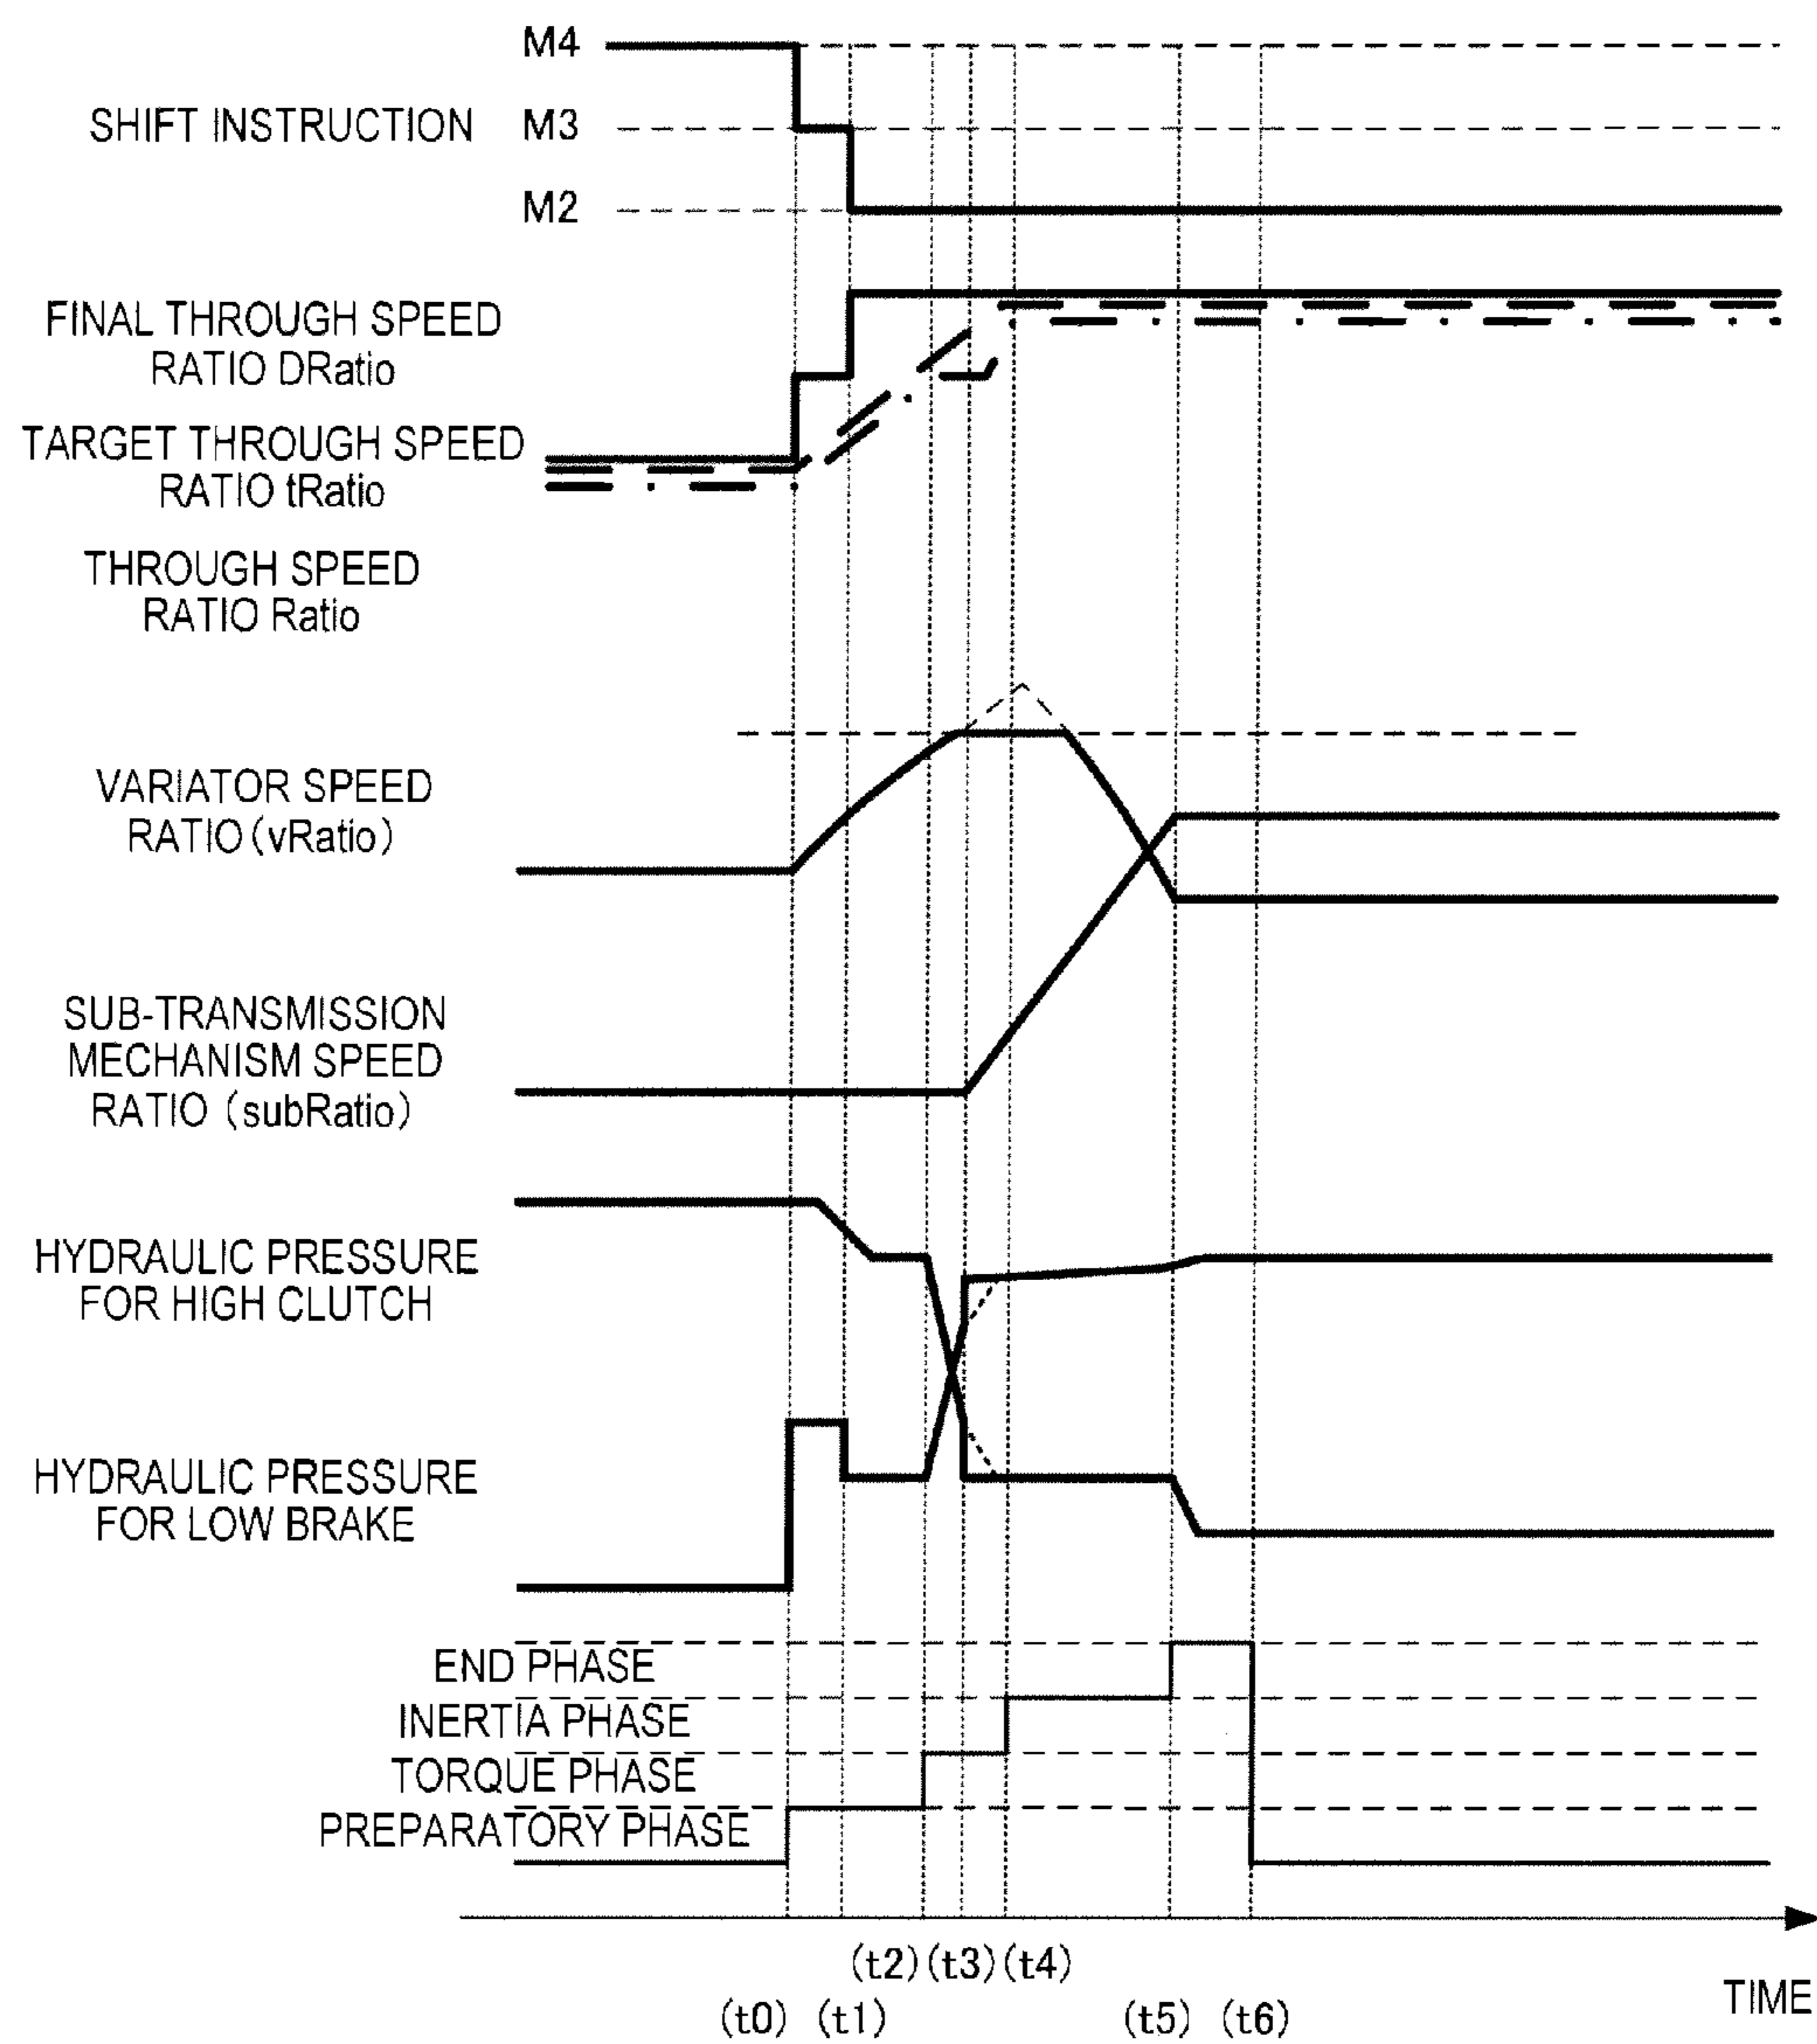 M4
SHIFT INSTRUCTION M3
M2
FINAL THROUGH SPEED
RATIO DRatio
TARGET THROUGH SPEED
RATIO tRatio
THROUGH SPEED
RATIO Ratio
VARIATOR SPEED
RATIO (vRatio)
SUB-TRANSMISSION
MECHANISM SPEED
RATIO (subRatio)
HYDRAULIC PRESSURE
FOR HIGH CLUTCH
HYDRAULIC PRESSURE
FOR LOW BRAKE
END PHASE
INERTIA PHASE
TORQUE PHASE
PREPARATORY PHASE
(t2) (t3) (t4)
TIME
(t0) (t1) (t5) (t6)